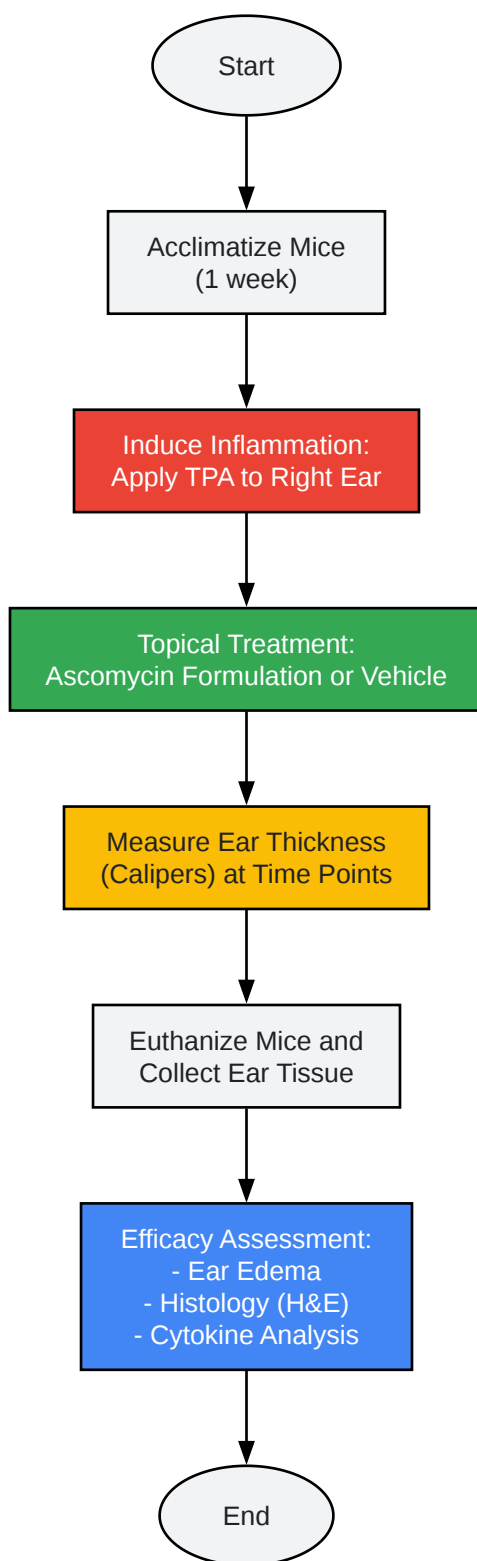 Start
Acclimatize Mice
(1 week)
Induce Inflammation:
Apply TPA to Right Ear
Topical Treatment:
Ascomycin Formulation or Vehicle
Measure Ear Thickness
(Calipers) at Time Points
Euthanize Mice and
Collect Ear Tissue
Efficacy Assessment:
- Ear Edema
- Histology (H&E)
- Cytokine Analysis
End